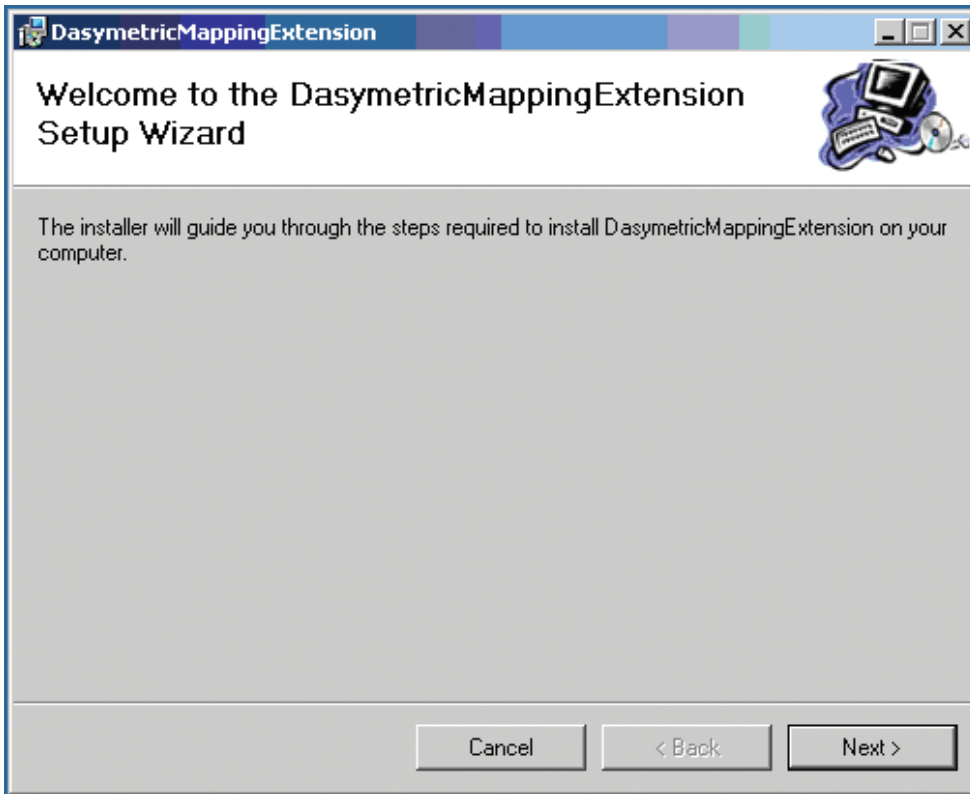 DasymetricMappingExtension
Welcome to the DasymetricMappingExtension
Setup Wizard
The installer will guide you through the steps required to install DasymetricMappingExtension on your
computer.
Cancel
< Back
Next >